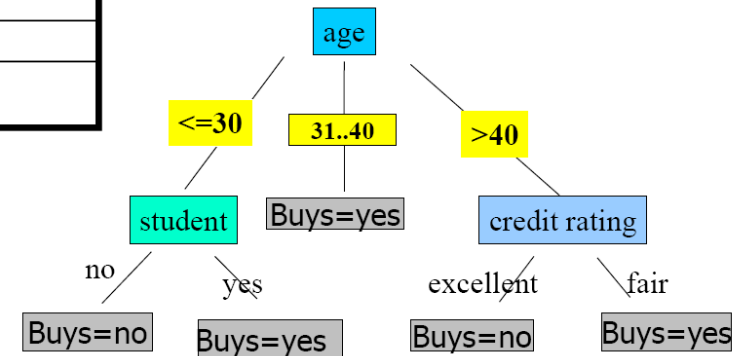 age
<=30
31..40
>40
student
Buys=yes
credit rating
no
yes
excellent
fair
Buys=no
Buys=yes
Buys=no
Buys=yes